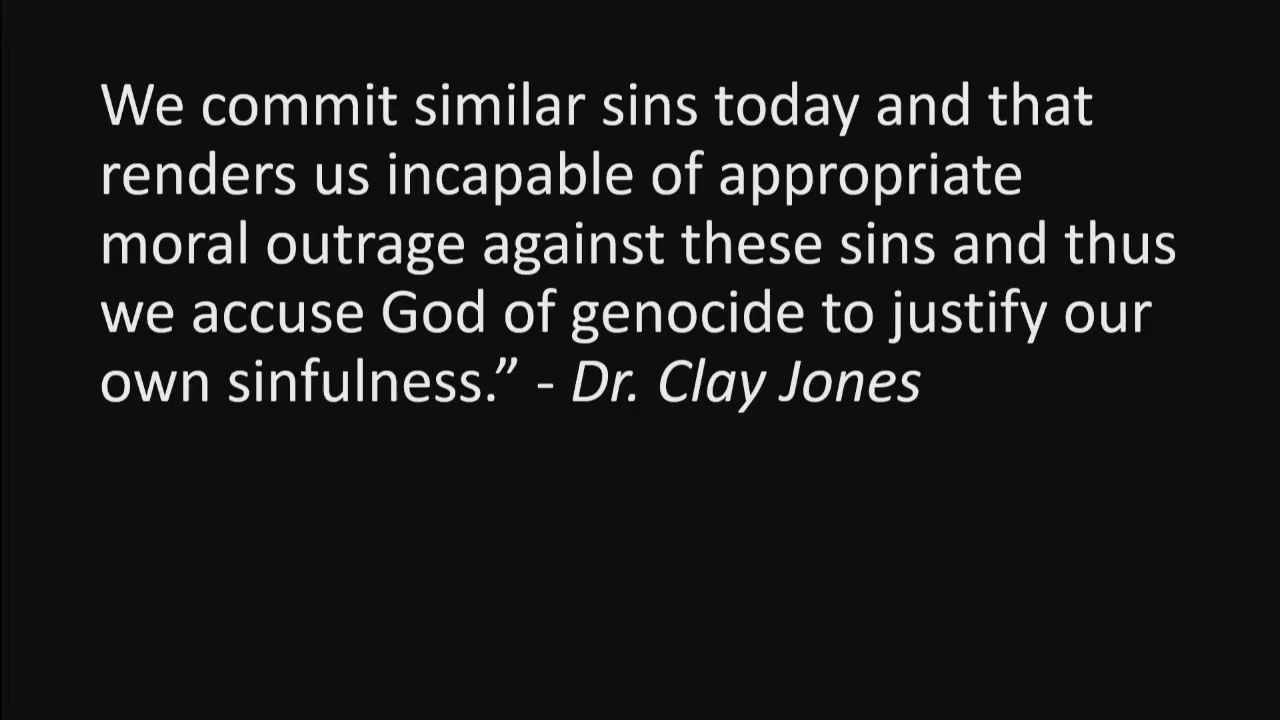 We commit similar sins today and that
renders us incapable of appropriate
moral outrage against these sins and thus
we accuse God of genocide to justify our
own sinfulness.” - Dr. Clay Jones